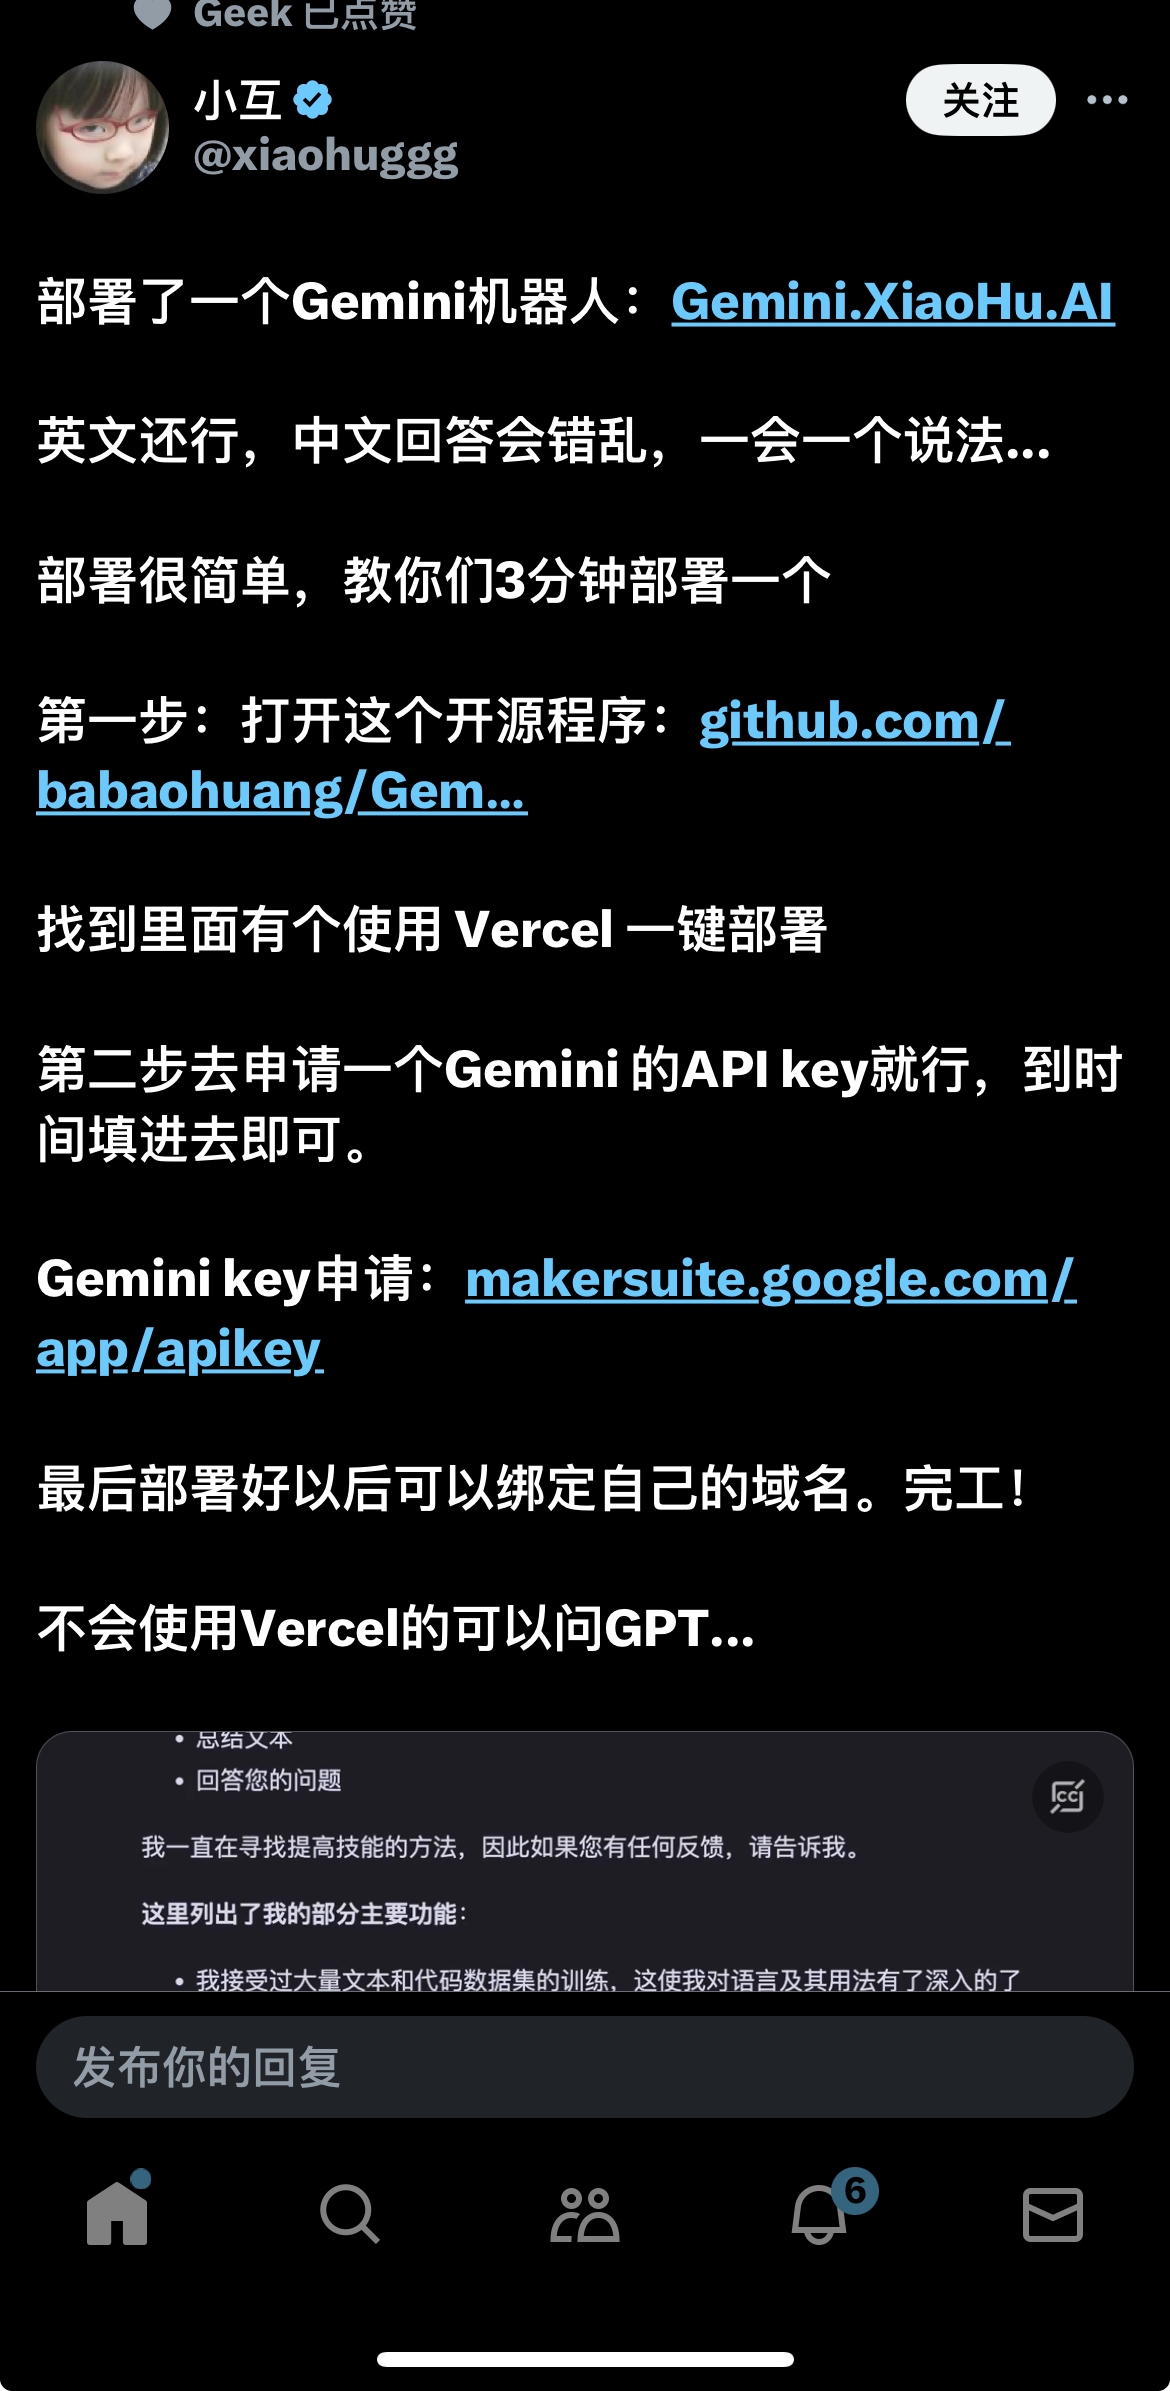 Geek 已点赞
小互
@xiaohuggg
关注
部署了一个Gemini机器人：Gemini.XiaoHu.AI
英文还行，中文回答会错乱，一会一个说法...
部署很简单，教你们3分钟部署一个
第一步：打开这个开源程序：github.com/
babaohuang/Gem...
找到里面有个使用 Vercel 一键部署
第二步去申请一个Gemini 的API key就行，到时
间填进去即可。
Gemini key申请：makersuite.google.com/
app/apikey
最后部署好以后可以绑定自己的域名。完工！
不会使用Vercel的可以问GPT...
• 总结文本
• 回答您的问题
CC
我一直在寻找提高技能的方法，因此如果您有任何反馈，请告诉我。
这里列出了我的部分主要功能：
• 我接受过大量文本和代码数据集的训练，这使我对语言及其用法有了深入的了
发布你的回复
6